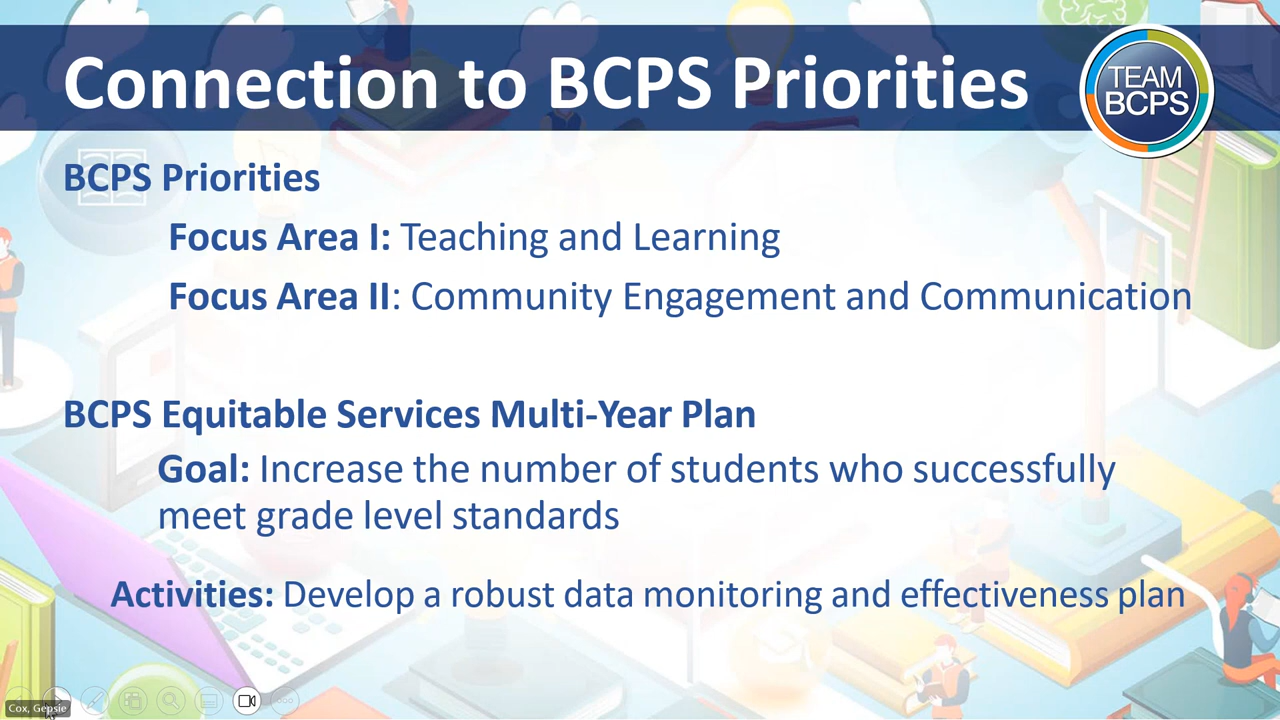 Connection to BCPS Priorities
TEAM
BCPS
BCPS Priorities
Focus Area I: Teaching and Learning
Focus Area II: Community Engagement and Communication
BCPS Equitable Services Multi-Year Plan
Goal: Increase the number of students who successfully
meet grade level standards
Activities: Develop a robust data monitoring and effectiveness plan
Cox, Gepsie